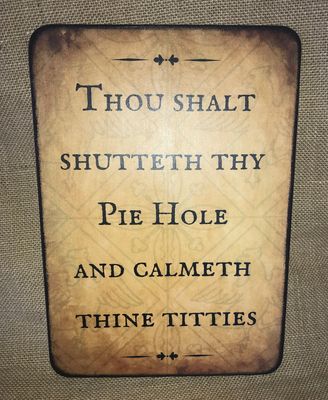 Thou shalt
shutteth thy
Pie Hole
and calmeth
thine titties